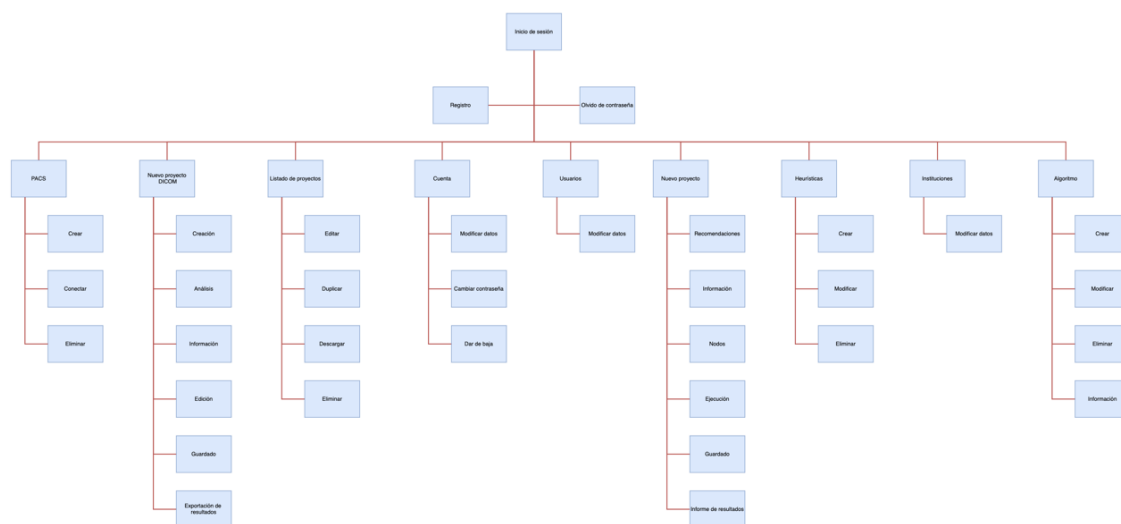 Inicio de sesión
Registro
Olvido de contraseña
PACS
Nuevo proyecto
DICOM
Listado de proyectos
Cuenta
Usuarios
Nuevo proyecto
Heurísticas
Instituciones
Algoritmo
Crear
Creación
Editar
Modificar datos
Modificar datos
Recomendaciones
Crear
Modificar datos
Crear
Conectar
Análisis
Duplicar
Cambiar contraseña
Información
Modificar
Modificar
Eliminar
Información
Descargar
Dar de baja
Nodos
Eliminar
Eliminar
Edición
Eliminar
Ejecución
Información
Guardado
Guardado
Exportación de
resultados
Informe de resultados